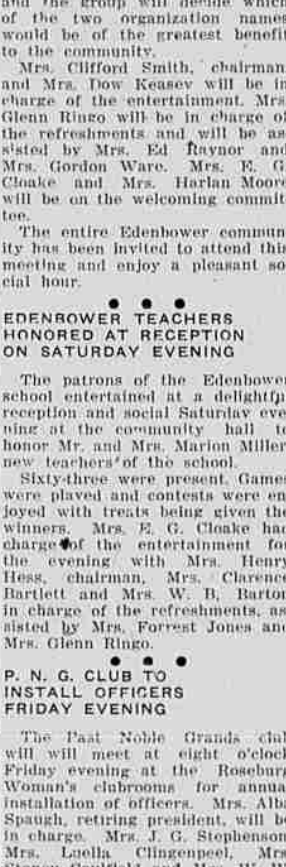 and the group will decide which
of the two organization names
would be of the greatest benefit
to the community.
Mrs. Clifford Smith, chairman
and Mrs. Dow Keasey will be in
charge of the entertainment. Mrs
Glenn Ringo will be in charge of
the refreshments and will be as
sisted by Mrs. Ed Raynor and
Mrs. Gordon Ware. Mrs. E. G.
Cloake and Mrs. Harlan Moore
will be on the welcoming commit
tee.
The entire Edenbower commun
ity has been invited to attend this
meeting and enjoy a pleasant so
cial hour.
EDENBOWER TEACHERS
HONORED AT RECEPTION
ON SATURDAY EVENING
The patrons of the Edenbower
school entertained at a delightfu
reception and social Saturday eve
ning at the community hall to
honor Mr. and Mrs. Marion Miller
new teachers of the school.
Sixty-three were present. Games
were played and contests were en
joyed with treats being given the
winners. Mrs. E. G. Cloake had
charge of the entertainment for
the evening with Mrs. Henry
Hess, chairman, Mrs. Clarence
Bartlett and Mrs. W. B. Barton
in charge of the refreshments, as
sisted by Mrs. Forrest Jones and
Mrs. Glenn Ringo.
P. N. G. CLUB TO
INSTALL OFFICERS
FRIDAY EVENING
The Past Noble Grands club
will will meet at eight o'clock
Friday evening at the Roseburg
Woman's clubrooms for annual
installation of officers. Mrs. Alba
Spaugh, retiring president, will be
in charge. Mrs. J. G. Stephenson
Mrs. Luella Clingenpeel, Mrs